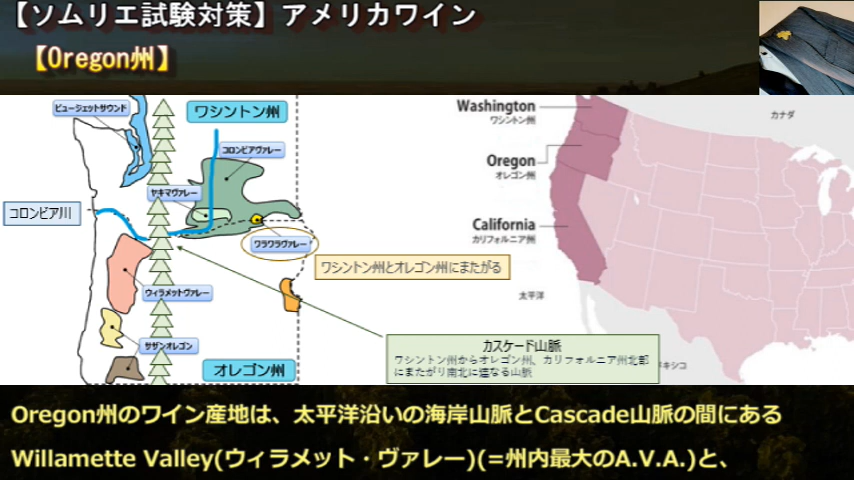 【ソムリエ試験対策】アメリカワイン
【Oregon州】
ピュージェットサウンド
ワシントン州
コロンビアヴァレー
ヤキマヴァレー
コロンビア川
ワラワラヴァレー
ワシントン州とオレゴン州にまたがる
ウィラメットヴァレー
サザンオレゴン
オレゴン州
カスケード山脈
ワシントン州からオレゴン州、カリフォルニア州北部
にまたがり南北に連なる山脈
Washington
ワシントン州
Oregon
オレゴン州
California
カリフォルニア州
太平洋
カナダ
キシコ
Oregon州のワイン産地は、太平洋沿いの海岸山脈とCascade山脈の間にある
Willamette Valley(ウィラメット・ヴァレー)(=州内最大のA.V.A.)と、